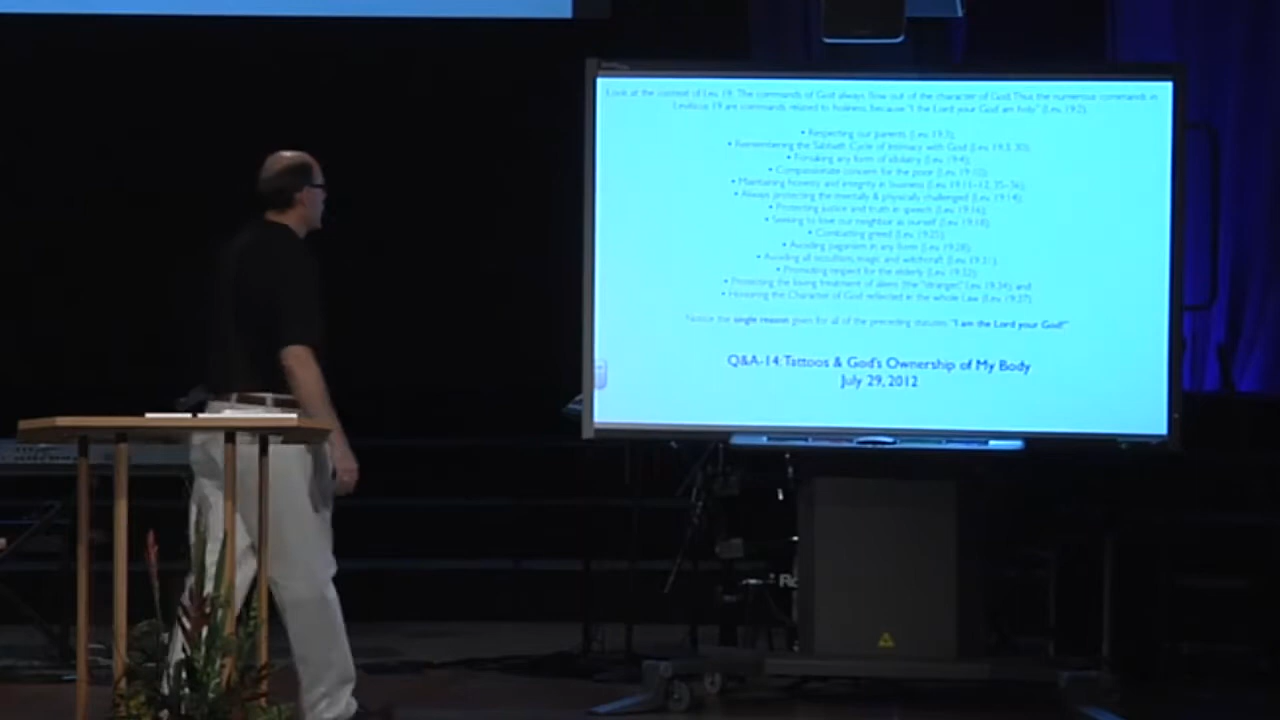 Look at the context of Lev. 19. The commands of God always flow out of the character of God. Thus the numerous commands in
Leviticus 19 are commands related to holiness, because "I the Lord your God am holy" (Lev. 19:2).
• Respecting our parents (Lev. 19:3);
• Remembering the Sabbath Cycle of Intimacy with God (Lev. 19:3, 30);
• Forsaking any form of idolatry (Lev. 19:4);
• Compassionate concern for the poor (Lev. 19:10);
• Maintaining honesty and integrity in business (Lev. 19:11-12, 35-36);
• Always protecting the mentally & physically challenged (Lev. 19:14);
• Protecting justice and truth in speech (Lev. 19:16);
• Seeking to love our neighbor as ourself (Lev. 19:18);
• Combatting greed (Lev. 19:25);
• Avoiding paganism in any form (Lev. 19:28);
• Avoiding all occultism, magic and witchcraft (Lev. 19:31);
• Promoting respect for the elderly (Lev. 19:32);
• Protecting the loving treatment of aliens (the "stranger," Lev. 19:34); and
• Honoring the Character of God reflected in the whole Law (Lev. 19:37).
Notice the single reason given for all of the preceding statutes: "I am the Lord your God!"
Q&A-14: Tattoos & God's Ownership of My Body
July 29, 2012
Ro